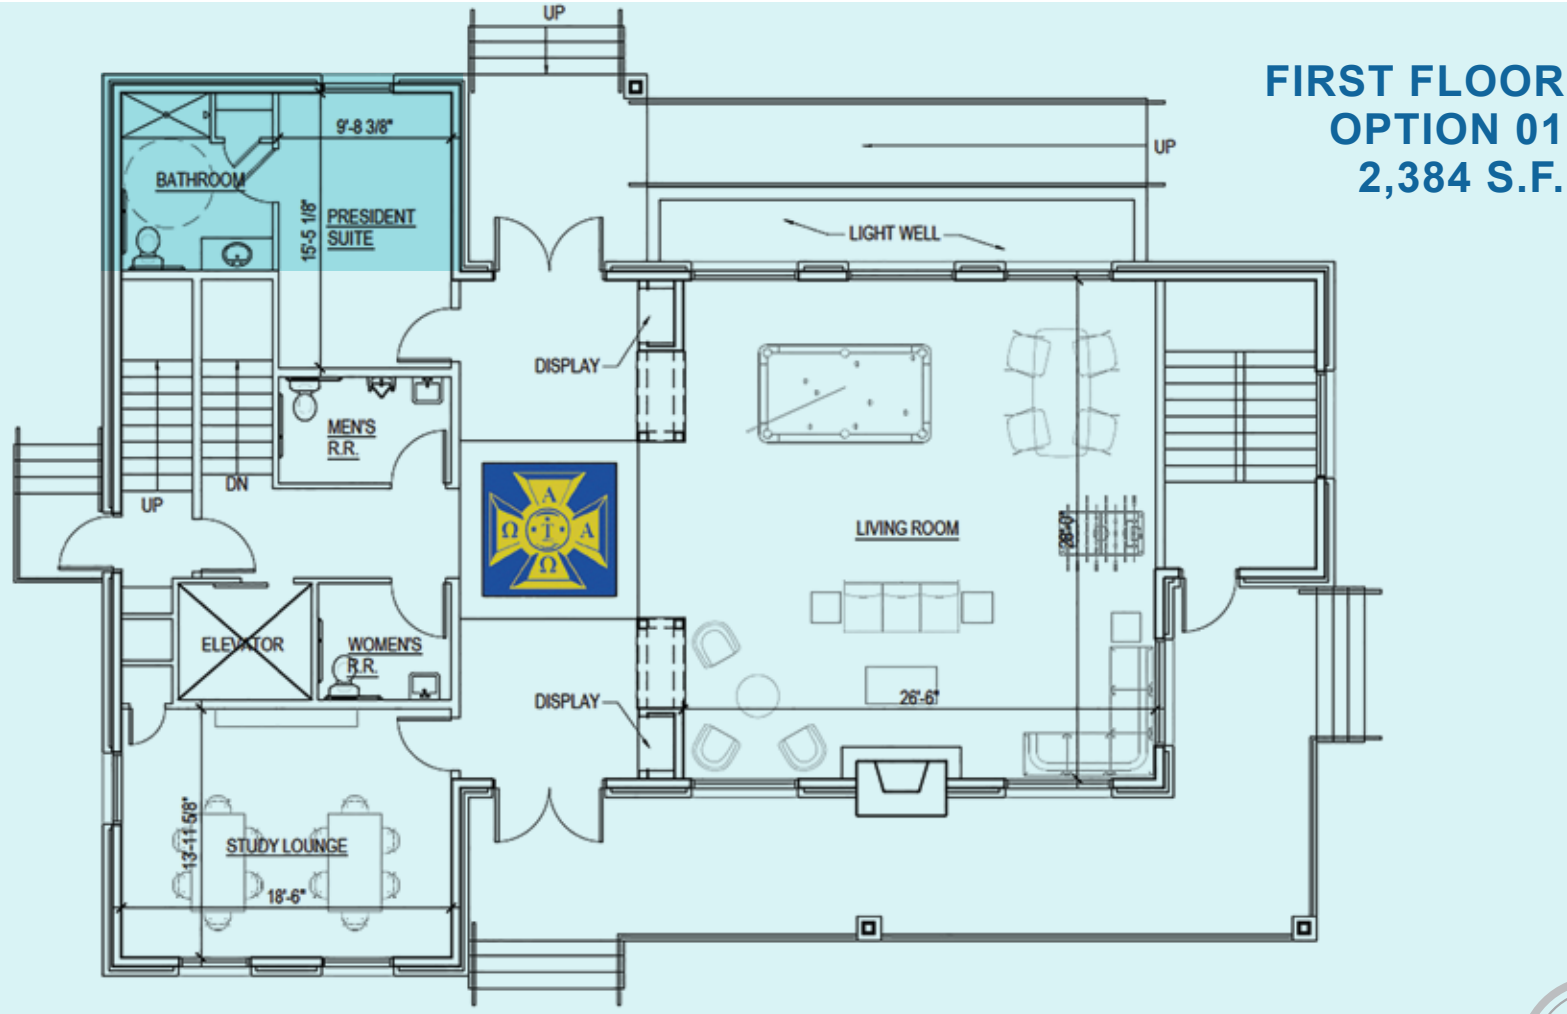 UP
FIRST FLOOR
OPTION 01
2,384 S.F.
9'-8 3/8"
UP
BATHROOM
15'-5 1/8"
PRESIDENT
SUITE
LIGHT WELL
DISPLAY
MEN'S
R.R.
DN
UP
Α
Ω
Α
Ω
LIVING ROOM
28'-0"
ELEVATOR
WOMEN'S
R.R.
DISPLAY
26'-6"
13'-11 5/8"
STUDY LOUNGE
18'-6"